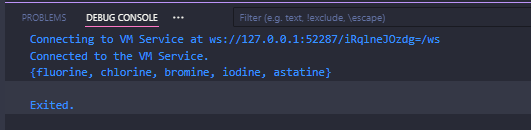 PROBLEMS DEBUG CONSOLE ... Filter (e.g. text, !exclude, \escape)
Connecting to VM Service at ws://127.0.0.1:52287/iRqlneJOzdg=/ws
Connected to the VM Service.
{fluorine, chlorine, bromine, iodine, astatine}
Exited.